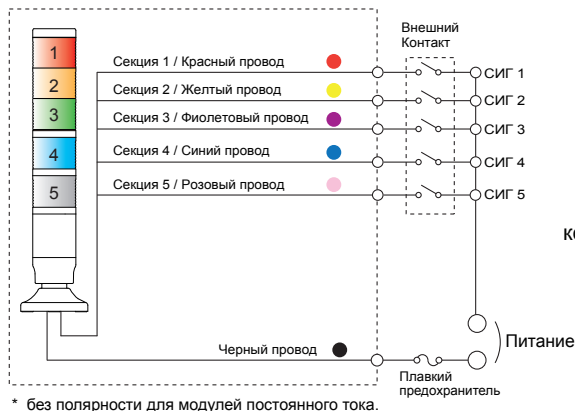 Внешний
Контакт
1
Секция 1 / Красный провод
СИГ 1
2
Секция 2 / Желтый провод
СИГ 2
3
Секция 3 / Фиолетовый провод
СИГ 3
4
Секция 4 / Синий провод
СИГ 4
5
Секция 5 / Розовый провод
СИГ 5
Черный провод
Питание
Плавкий
предохранитель
* без полярности для модулей постоянного тока.